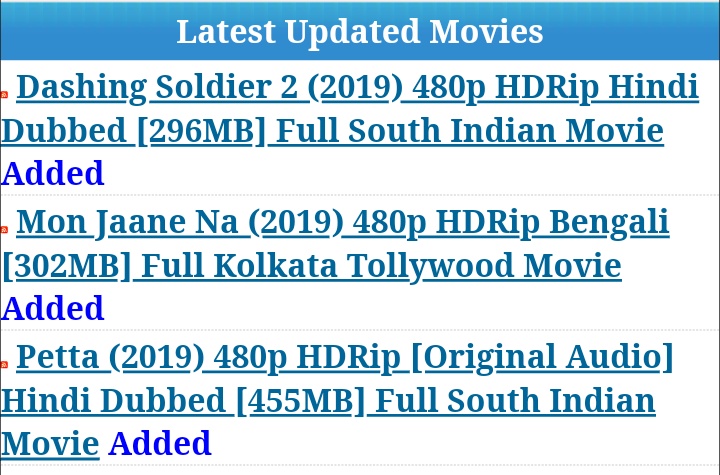 Latest Updated Movies
Dashing Soldier 2 (2019) 480p HDRip Hindi
Dubbed [296MB] Full South Indian Movie
Added
Mon Jaane Na (2019) 480p HDRip Bengali
[302MB] Full Kolkata Tollywood Movie
Added
Petta (2019) 480p HDRip [Original Audio]
Hindi Dubbed [455MB] Full South Indian
Movie Added